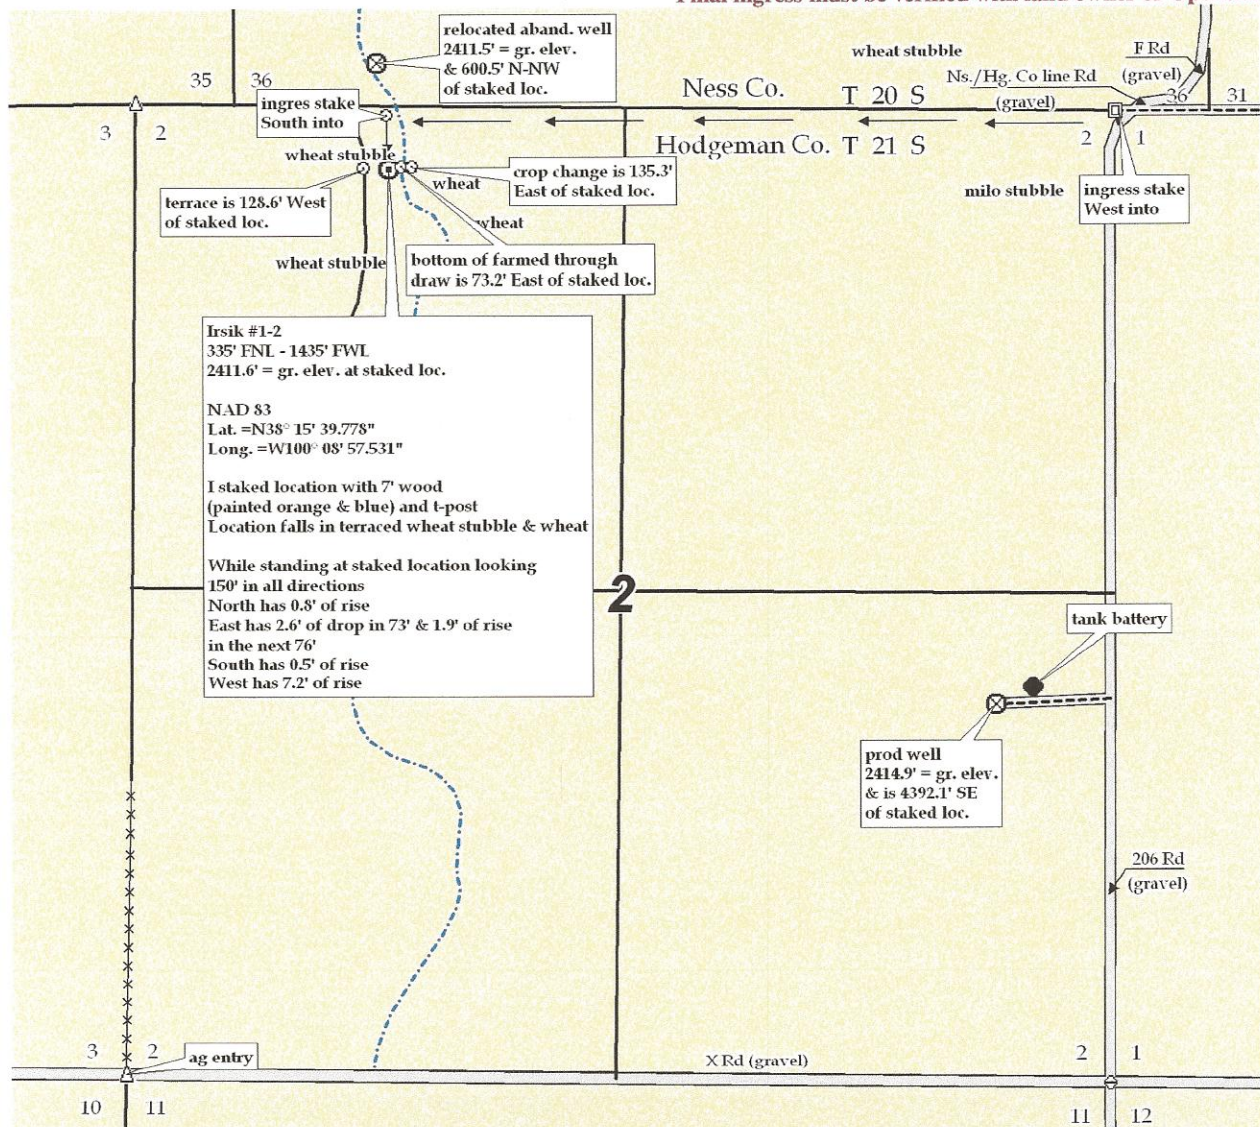 relocated aband. well
2411.5' = gr. elev.
& 600.5' N-NW
of staked loc.
wheat stubble
F Rd
(gravel)
Ns./Hg. Co line Rd
(gravel)
35 36
36 31
Ness Co. T 20 S
ingres stake
South into
3 2
2 1
Hodgeman Co. T 21 S
wheat stubble
wheat
crop change is 135.3'
East of staked loc.
milo stubble
ingress stake
West into
terrace is 128.6' West
of staked loc.
wheat
wheat stubble
bottom of farmed through
draw is 73.2' East of staked loc.
Irsik #1-2
335' FNL - 1435' FWL
2411.6' = gr. elev. at staked loc.
NAD 83
Lat. =N38° 15' 39.778"
Long. =W100° 08' 57.531"
I staked location with 7' wood
(painted orange & blue) and t-post
Location falls in terraced wheat stubble & wheat
While standing at staked location looking
150' in all directions
North has 0.8' of rise
East has 2.6' of drop in 73' & 1.9' of rise
in the next 76'
South has 0.5' of rise
West has 7.2' of rise
2
tank battery
prod well
2414.9' = gr. elev.
& is 4392.1' SE
of staked loc.
206 Rd
(gravel)
3 2
ag entry
X Rd (gravel)
2 1
10 11
11 12